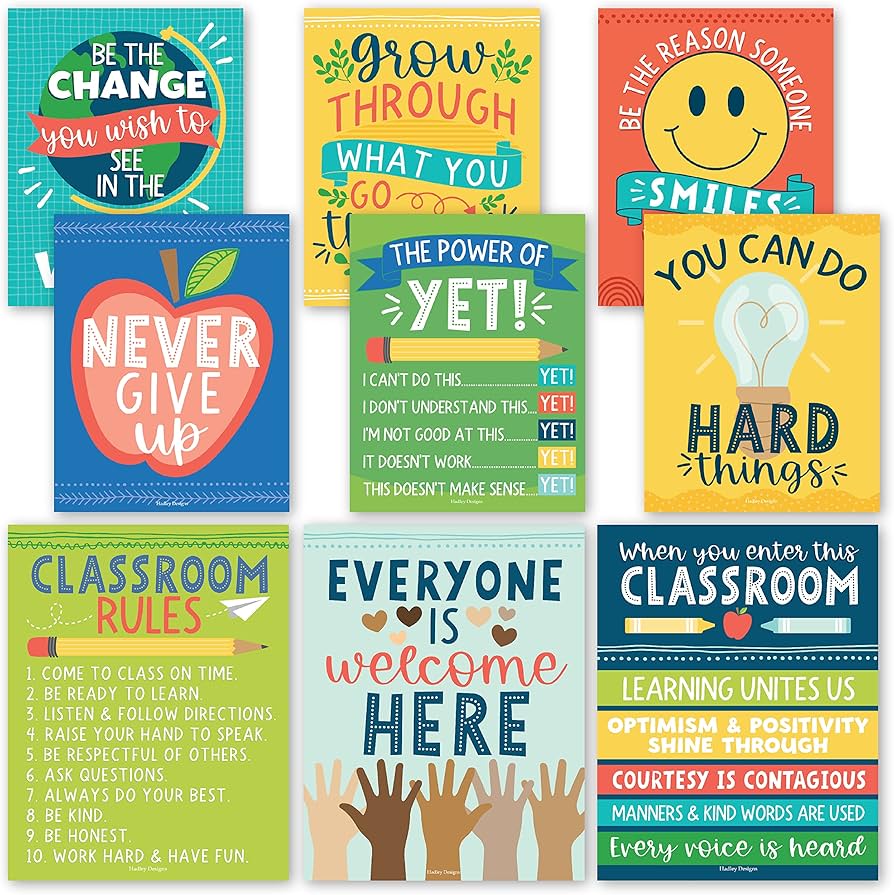 BE THE
CHANGE
you wish to
SEE
IN THE
grow
THROUGH
WHAT YOU
GO
BE THE REASON SOMEONE
SMILES
NEVER
GIVE
up
Hadley Designs
THE POWER OF
YET!
I CAN'T DO THIS............... YET!
I DON'T UNDERSTAND THIS... YET!
I'M NOT GOOD AT THIS...... YET!
IT DOESN'T WORK............ YET!
THIS DOESN'T MAKE SENSE... YET!
Hadley Designs
YOU CAN DO
HARD
things
Hadley Designs
CLASSROOM
RULES
1. COME TO CLASS ON TIME.
2. BE READY TO LEARN.
3. LISTEN & FOLLOW DIRECTIONS.
4. RAISE YOUR HAND TO SPEAK.
5. BE RESPECTFUL OF OTHERS.
6. ASK QUESTIONS.
7. ALWAYS DO YOUR BEST.
8. BE KIND.
9. BE HONEST.
10. WORK HARD & HAVE FUN.
Hadley Designs
EVERYONE
IS
welcome
HERE
Hadley Designs
When you enter this
CLASSROOM
LEARNING UNITES US
OPTIMISM & POSITIVITY
SHINE THROUGH
COURTESY IS CONTAGIOUS
MANNERS & KIND WORDS ARE USED
Every voice is heard
Hadley Designs